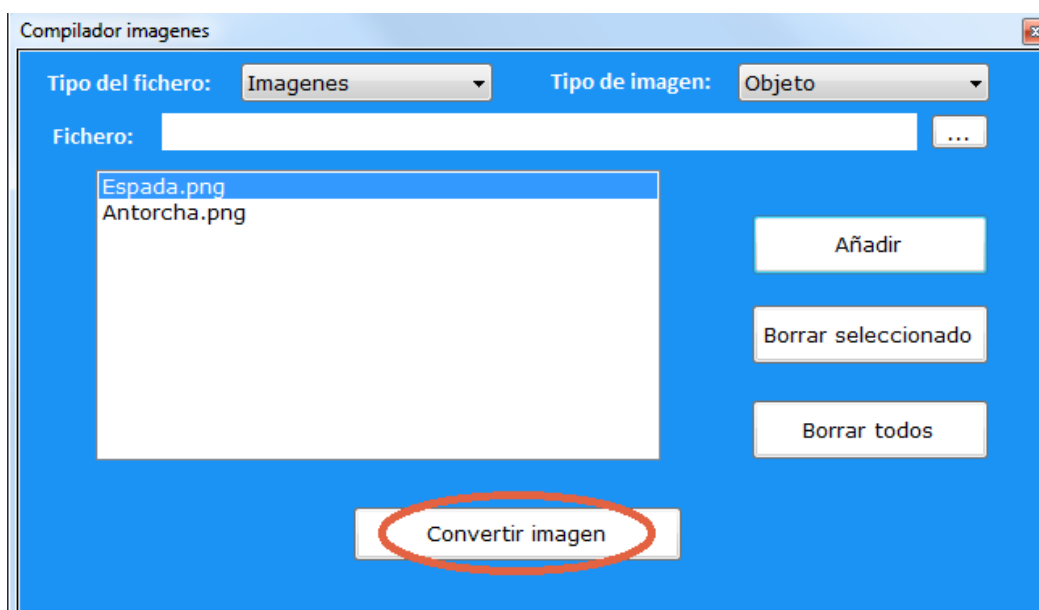 Compilador imagenes
Tipo del fichero: Imagenes Tipo de imagen: Objeto
Fichero: ...
Espada.png
Antorcha.png
Añadir
Borrar seleccionado
Borrar todos
Convertir imagen